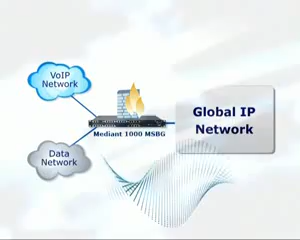 VoIP
Network
Global IP
Network
Mediant 1000 MSBG
Data
Network